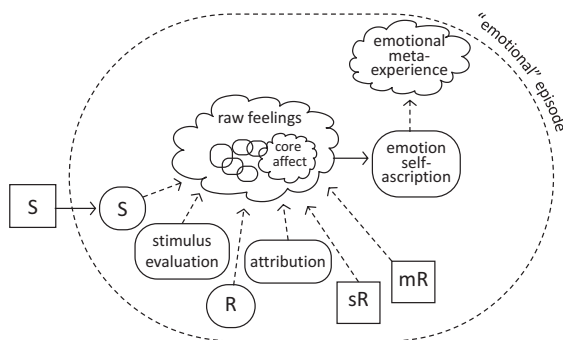 emotional
meta-
experience
"emotional" episode
raw feelings
core
affect
emotion
self-
ascription
S
S
stimulus
evaluation
attribution
R
sR
mR